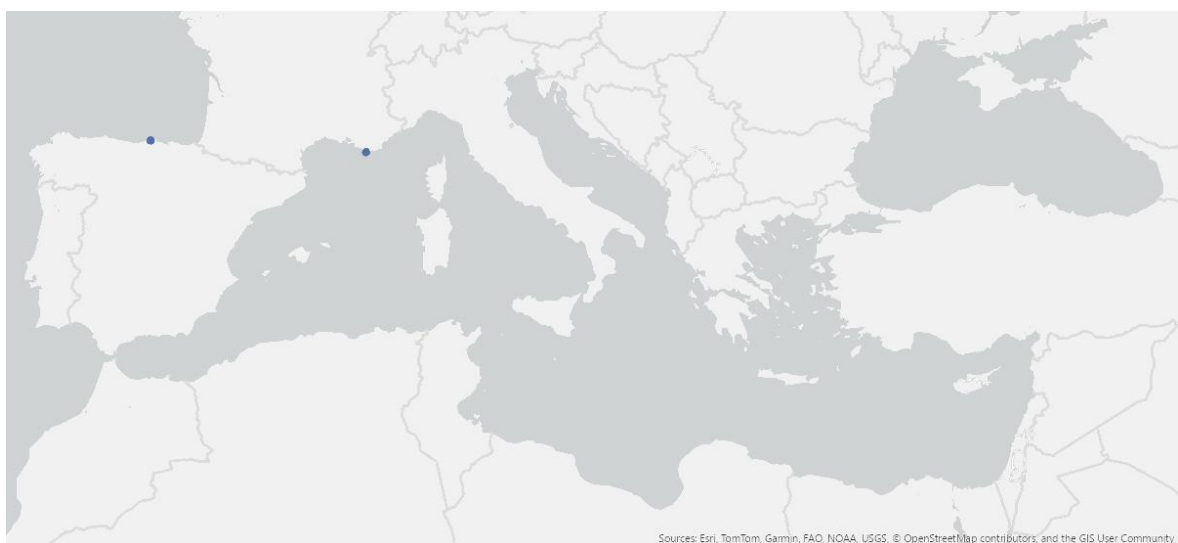 Sources: Esri, TomTom, Garmin, FAO, NOAA, USGS, © OpenStreetMap contributors, and the GIS User Community